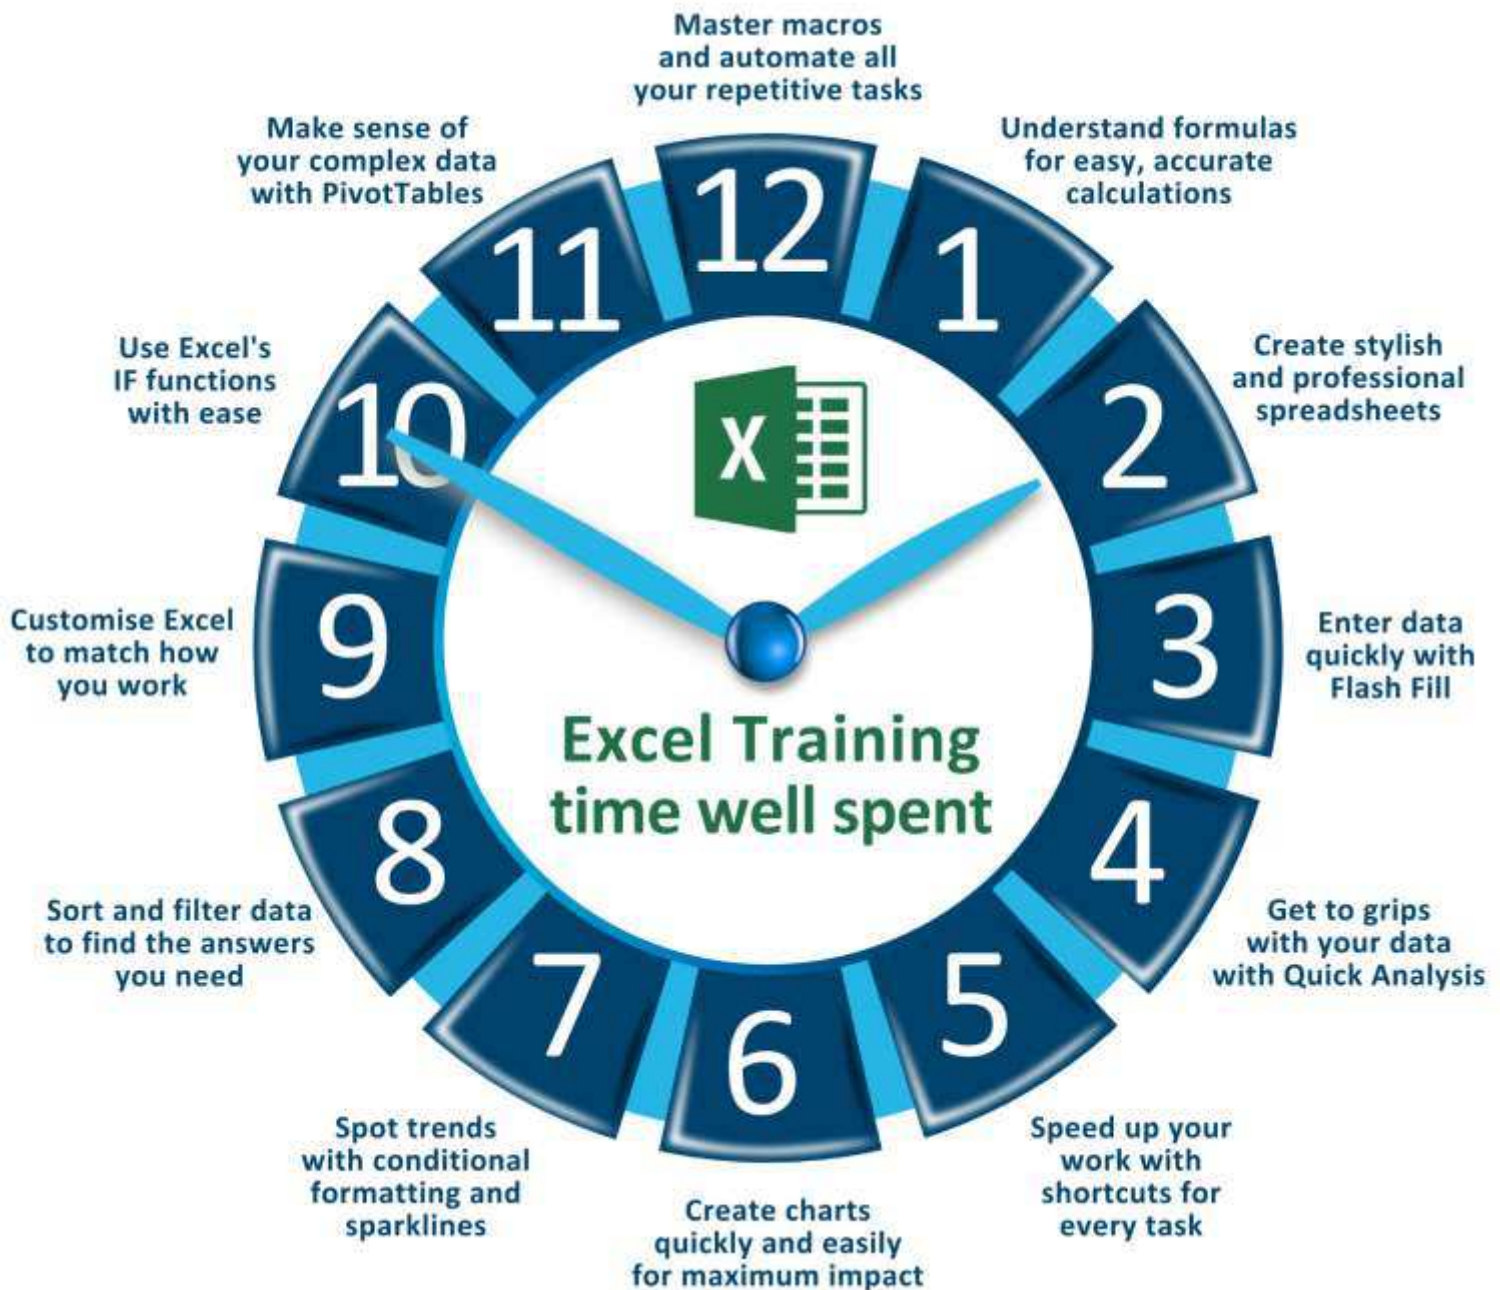 Master macros
and automate all
your repetitive tasks
12
Understand formulas
for easy, accurate
calculations
1
Create stylish
and professional
spreadsheets
2
Enter data
quickly with
Flash Fill
3
Get to grips
with your data
with Quick Analysis
4
Speed up your
work with
shortcuts for
every task
5
Create charts
quickly and easily
for maximum impact
6
Spot trends
with conditional
formatting and
sparklines
7
Sort and filter data
to find the answers
you need
8
Customise Excel
to match how
you work
9
Use Excel's
IF functions
with ease
10
Make sense of
your complex data
with PivotTables
11
X
Excel Training
time well spent